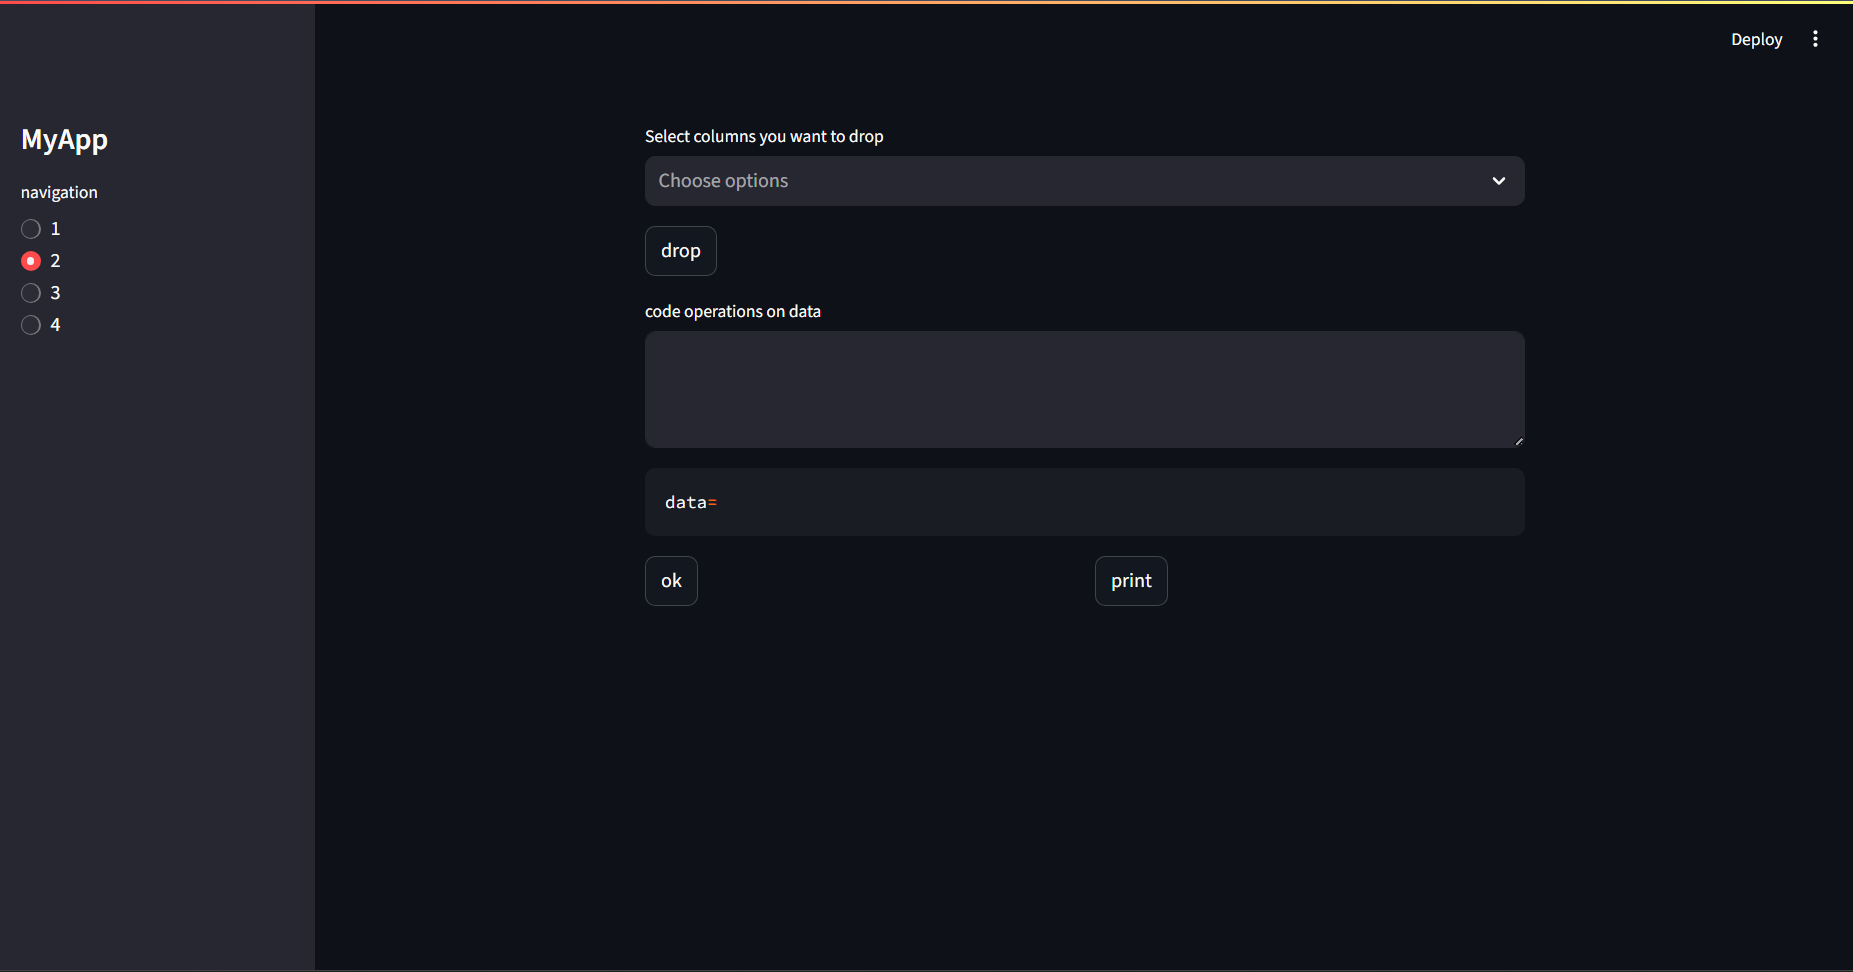 Deploy
MyApp
navigation
1
2
3
4
Select columns you want to drop
Choose options
drop
code operations on data
data=
ok
print